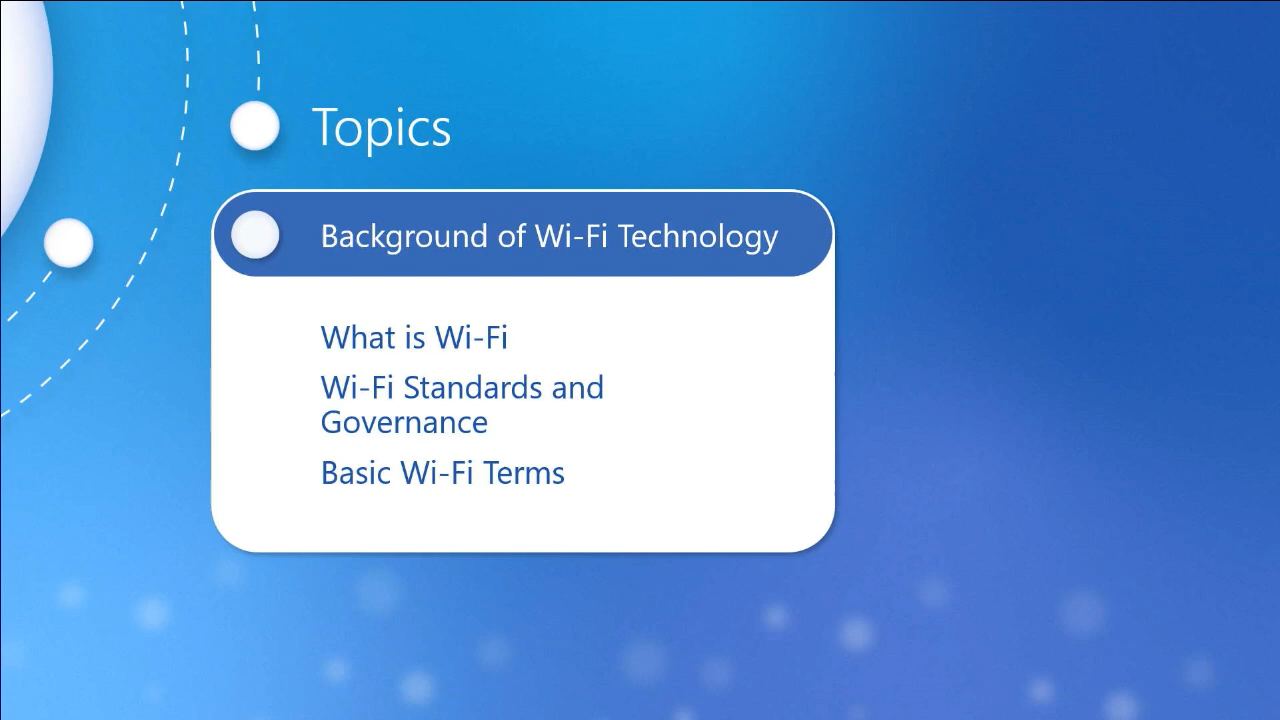 Topics
Background of Wi-Fi Technology
What is Wi-Fi
Wi-Fi Standards and
Governance
Basic Wi-Fi Terms